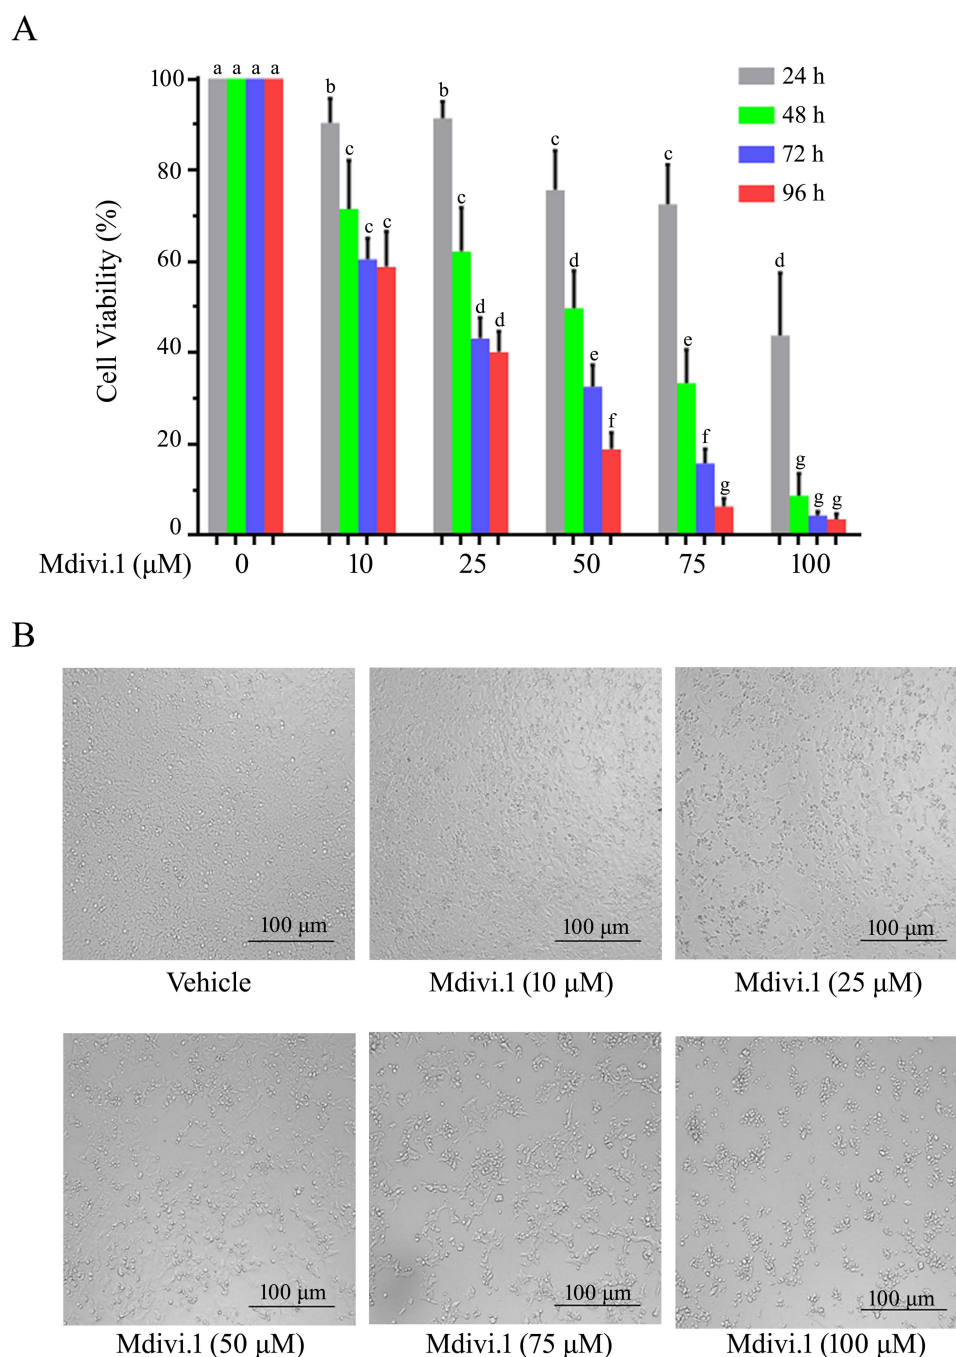 A
a a a a
100
80
60
40
20
0
Cell Viability (%)
b c c c
b c d d
c d e f
c e f g
d g g g
24 h
48 h
72 h
96 h
Mdivi.1 (μM) 0 10 25 50 75 100
B
100 μm 100 μm 100 μm
Vehicle Mdivi.1 (10 μM) Mdivi.1 (25 μM)
100 μm 100 μm 100 μm
Mdivi.1 (50 μM) Mdivi.1 (75 μM) Mdivi.1 (100 μM)